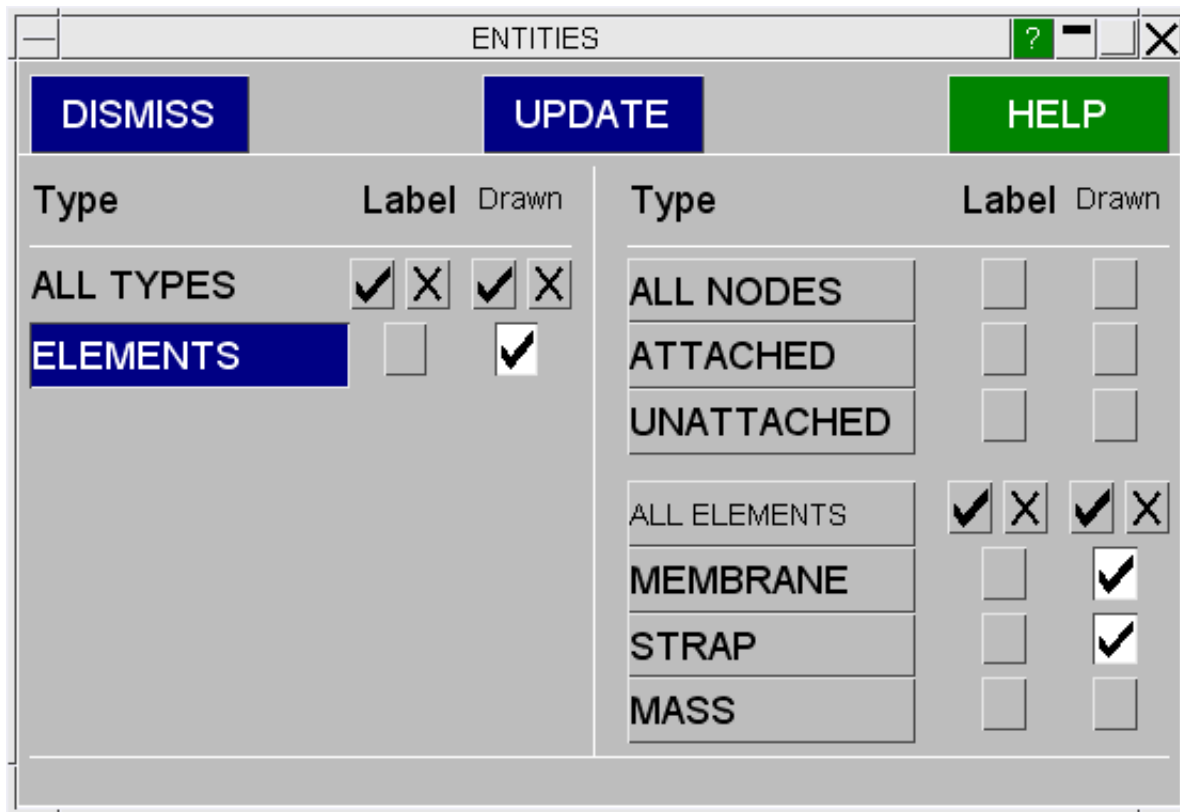 ENTITIES ?
DISMISS UPDATE HELP
Type Label Drawn
ALL TYPES
ELEMENTS
Type Label Drawn
ALL NODES
ATTACHED
UNATTACHED
ALL ELEMENTS
MEMBRANE
STRAP
MASS